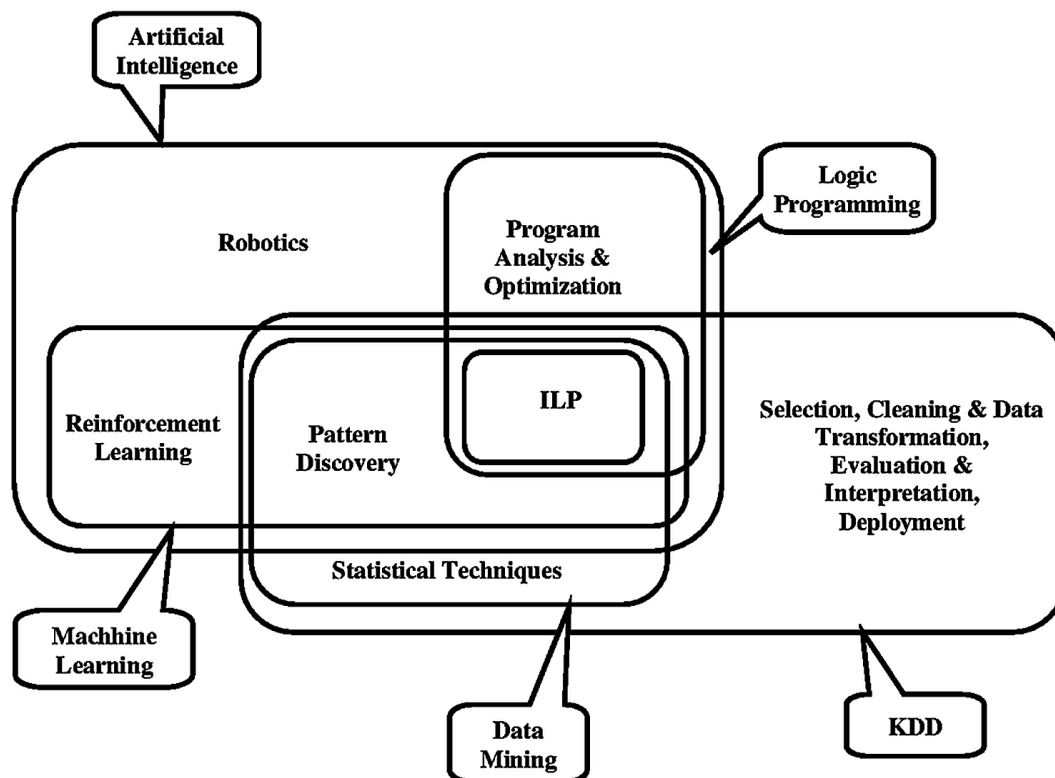 Artificial
Intelligence
Logic
Programming
Robotics
Program
Analysis &
Optimization
ILP
Reinforcement
Learning
Pattern
Discovery
Selection, Cleaning & Data
Transformation,
Evaluation &
Interpretation,
Deployment
Statistical Techniques
Machhine
Learning
Data
Mining
KDD